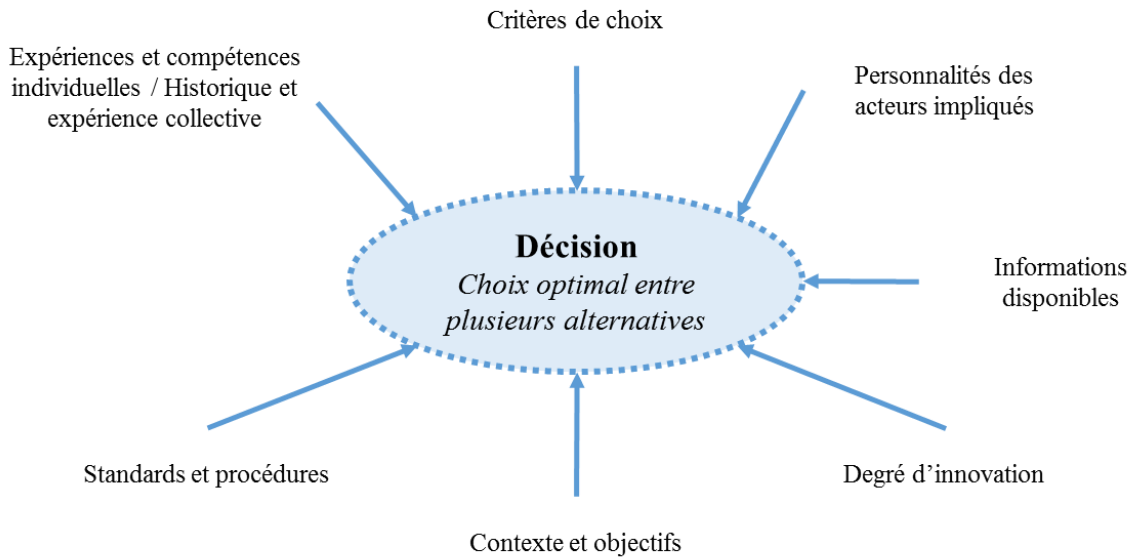 Critères de choix
Expériences et compétences
individuelles / Historique et
expérience collective
Personnalités des
acteurs impliqués
Décision
Choix optimal entre
plusieurs alternatives
Informations
disponibles
Standards et procédures
Degré d’innovation
Contexte et objectifs